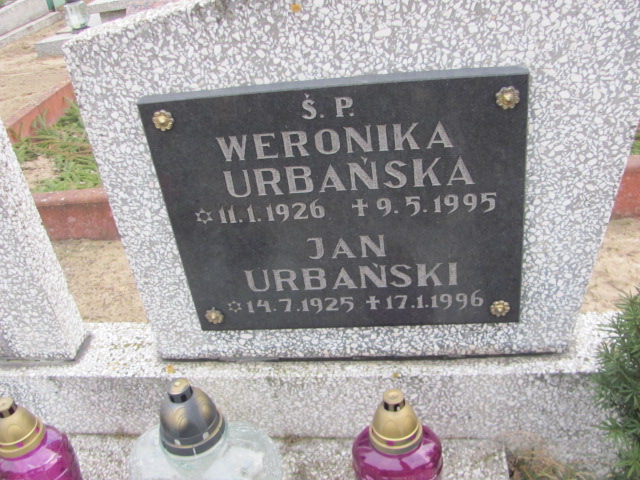 Ś. P.
WERONIKA
URBAŃSKA
✡ 11.1.1926 ✝ 9.5.1995
JAN
URBAŃSKI
✡ 14.7.1925 ✝ 17.1.1996